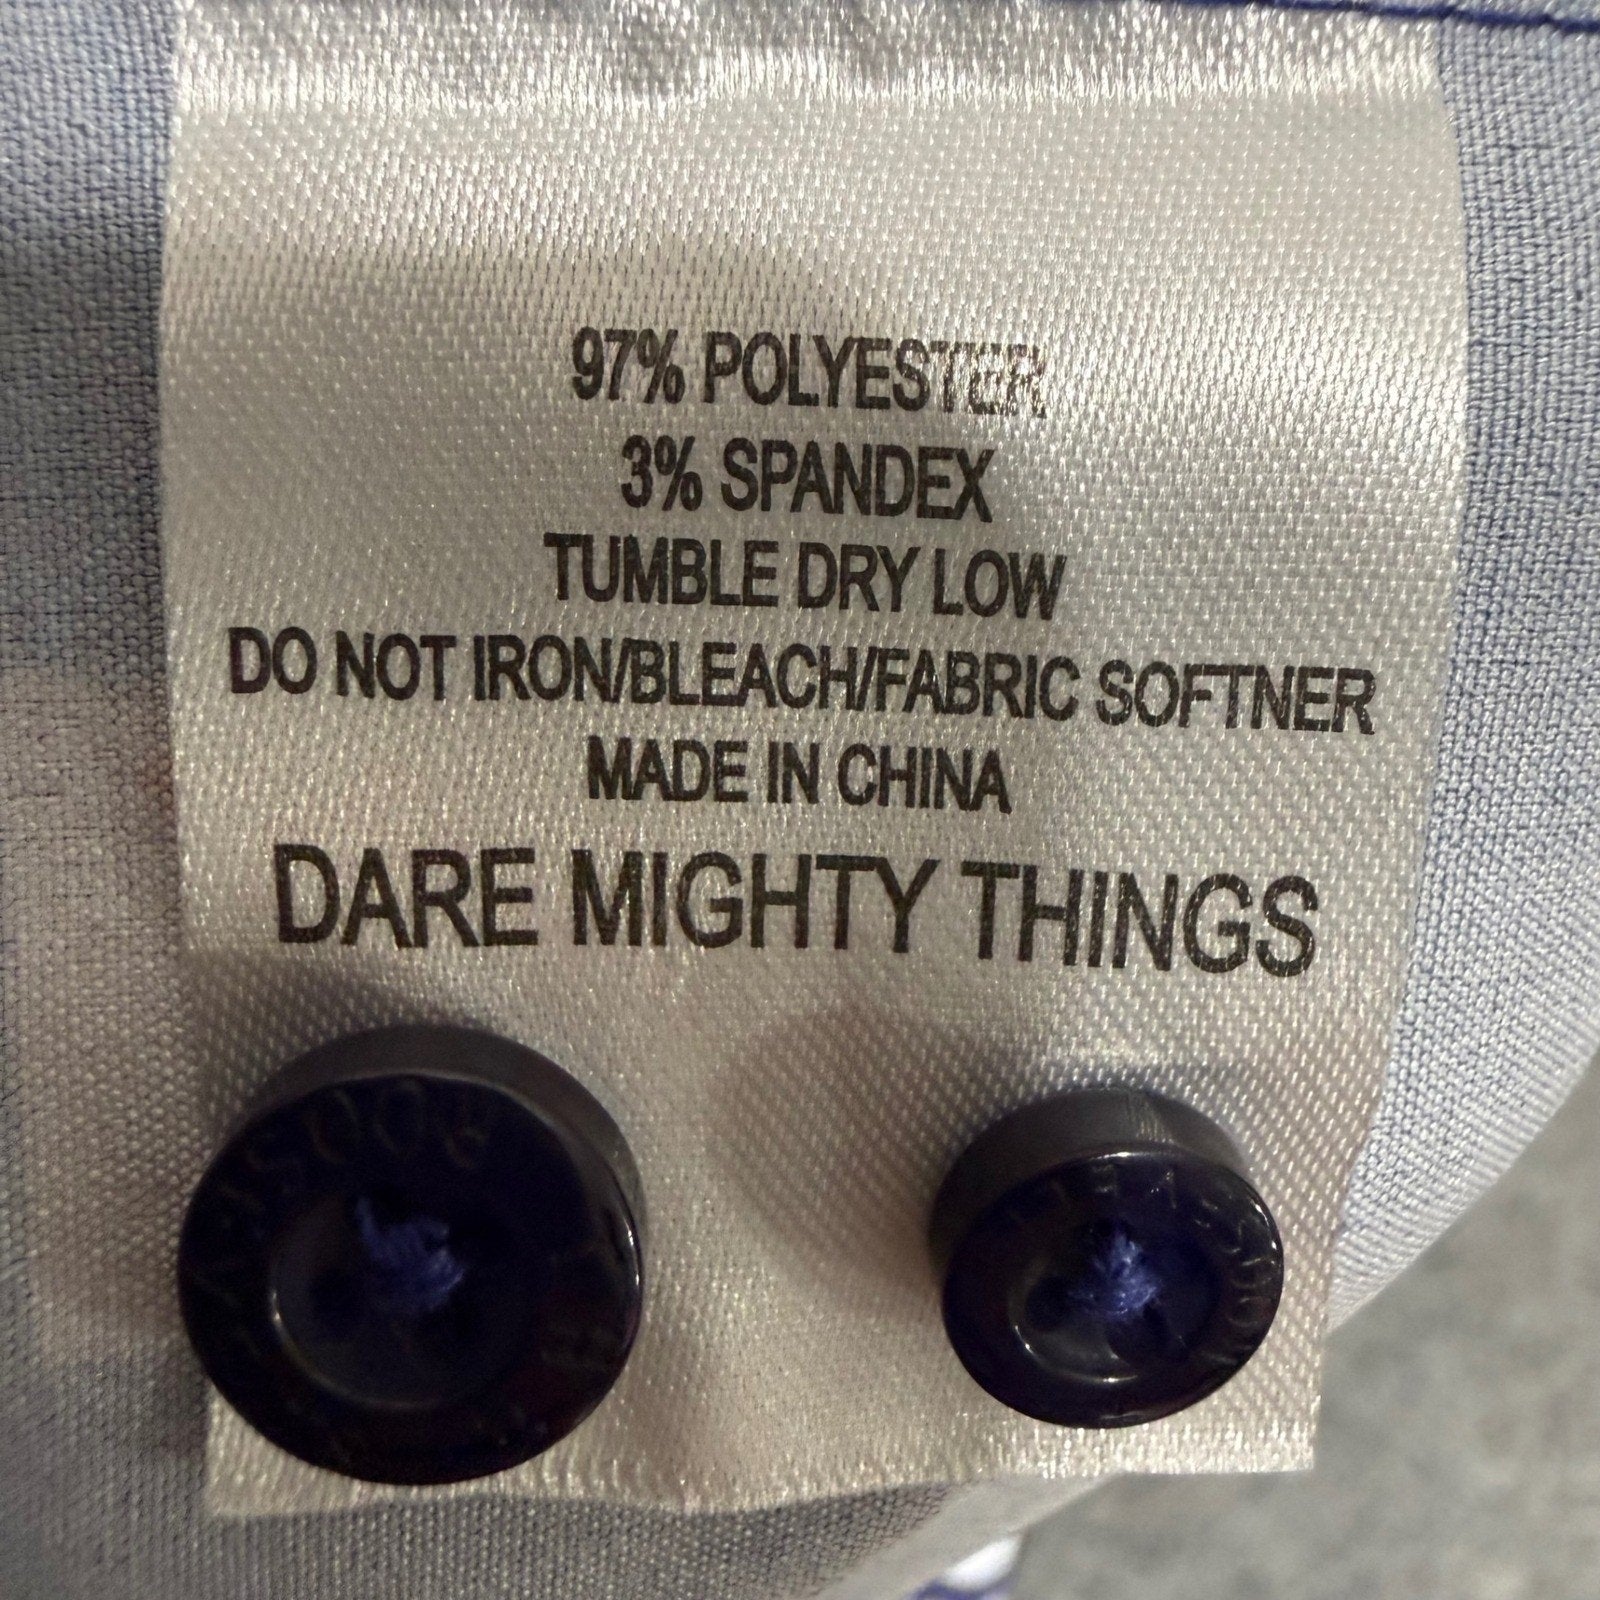 97% POLYESTER
3% SPANDEX
TUMBLE DRY LOW
DO NOT IRON/BLEACH/FABRIC SOFTNER
MADE IN CHINA
DARE MIGHTY THINGS